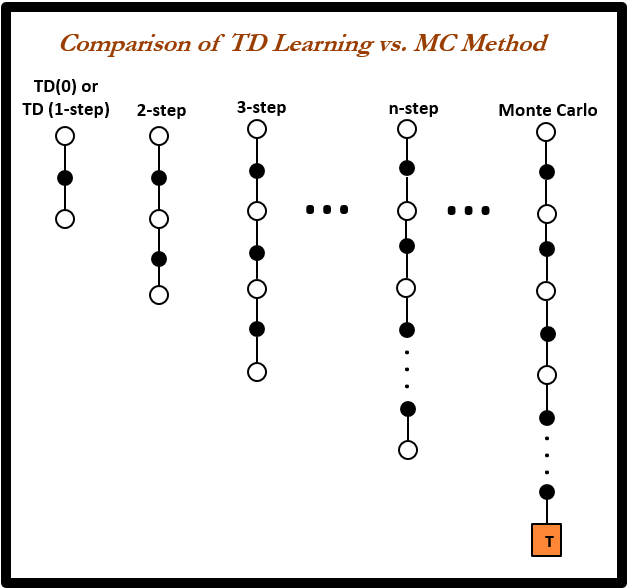 Comparison of TD Learning vs. MC Method
TD(0) or
TD (1-step)
2-step
3-step
n-step
Monte Carlo
T